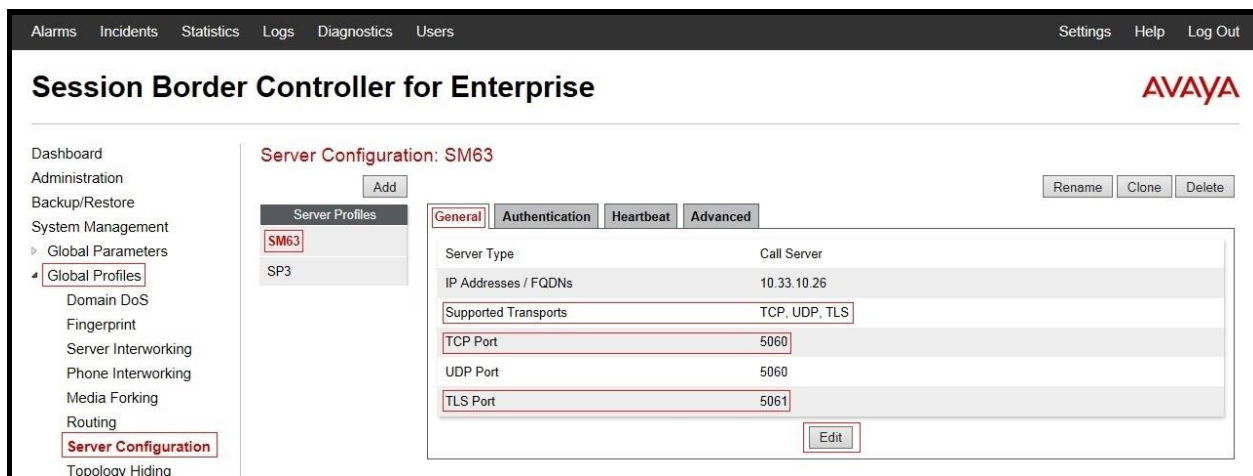 Alarms Incidents Statistics Logs Diagnostics Users Settings Help Log Out
Session Border Controller for Enterprise
AVAYA
Dashboard
Administration
Backup/Restore
System Management
Global Parameters
Global Profiles
Domain DoS
Fingerprint
Server Interworking
Phone Interworking
Media Forking
Routing
Server Configuration
Topology Hiding
Server Configuration: SM63
Add
Rename Clone Delete
Server Profiles
SM63
SP3
General Authentication Heartbeat Advanced
Server Type Call Server
IP Addresses / FQDNs 10.33.10.26
Supported Transports TCP, UDP, TLS
TCP Port 5060
UDP Port 5060
TLS Port 5061
Edit